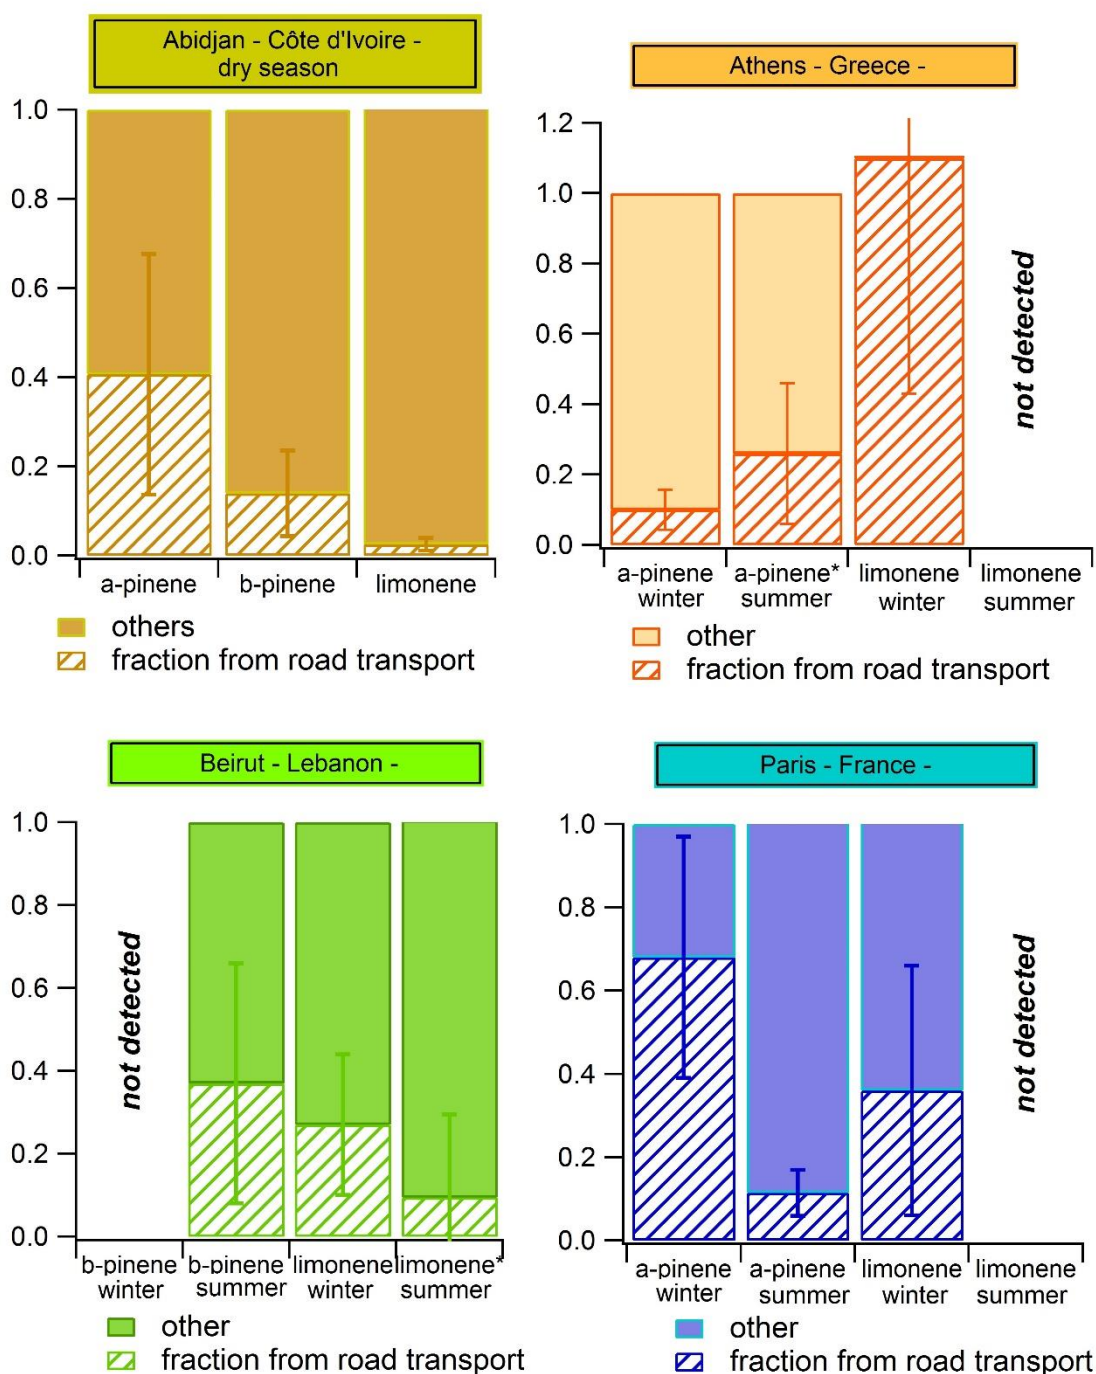 Abidjan - Côte d'Ivoire -
dry season
1.0
0.8
0.6
0.4
0.2
0.0
a-pinene b-pinene limonene
others
fraction from road transport
Athens - Greece -
1.2
1.0
0.8
0.6
0.4
0.2
0.0
not detected
a-pinene a-pinene* limonene limonene
winter summer winter summer
other
fraction from road transport
Beirut - Lebanon -
1.0
0.8
0.6
0.4
0.2
0.0
not detected
b-pinene b-pinene limonene limonene*
winter summer winter summer
other
fraction from road transport
Paris - France -
1.0
0.8
0.6
0.4
0.2
0.0
not detected
a-pinene a-pinene limonene limonene
winter summer winter summer
other
fraction from road transport